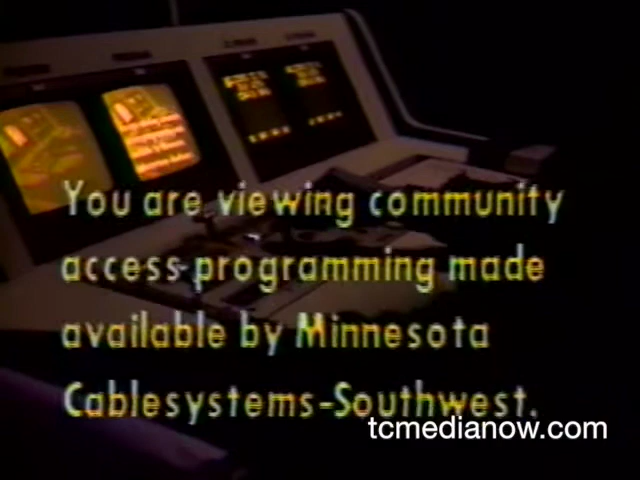 You are viewing community
access-programming made
available by Minnesota
Cablesystems-Southwest.
tcmedianow.com